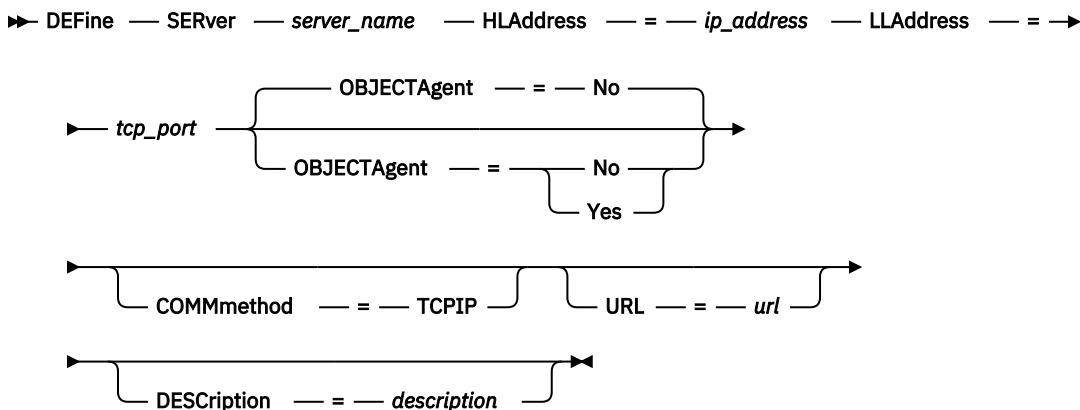 DEFine SERver server_name HLAddress = ip_address LLAddress =
OBJECTAgent = No
tcp_port
OBJECTAgent = No
Yes
COMMmethod = TCPIP URL = url
DESCription = description